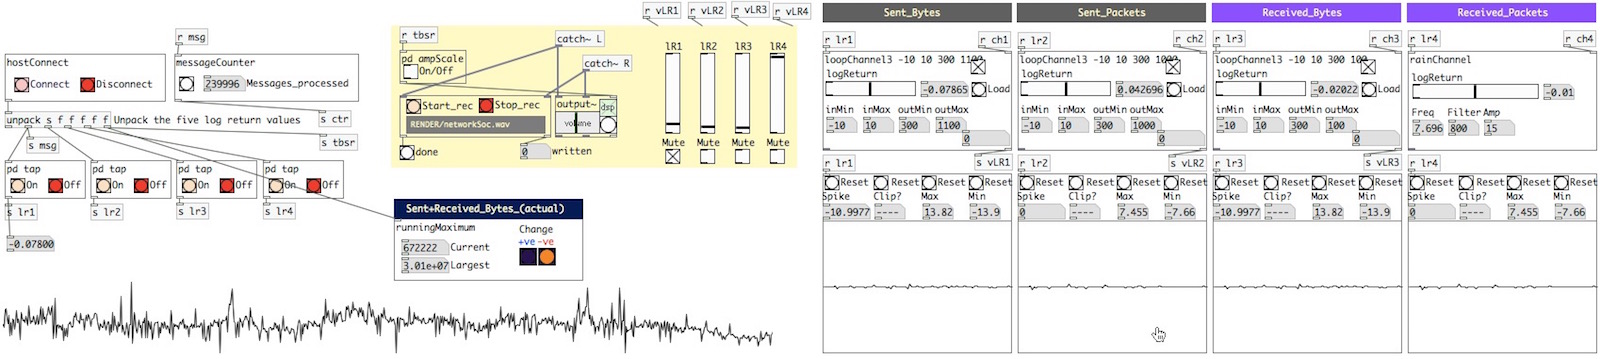 r vLR1
r vLR2
r vLR3
r vLR4
r msg
r tbsr
catch~ L
lR1
lR2
lR3
lR4
hostConnect
Connect
Disconnect
messageCounter
239996
Messages_processed
pd ampScale
On/Off
catch~ R
Start_rec
Stop_rec
output~
dsp
volume
RENDER/networkSoc.wav
unpack s f f f f f
Unpack the five log return values
s ctr
s tbsr
s msg
done
0
written
Mute
Mute
Mute
Mute
pd tap
On
Off
pd tap
On
Off
pd tap
On
Off
pd tap
On
Off
s lr1
s lr2
s lr3
s lr4
-0.07800
Sent+Received_Bytes_(actual)
runningMaximum
672222
Current
3.01e+07
Largest
Change
+ve
-ve
Sent_Bytes
Sent_Packets
Received_Bytes
Received_Packets
r lr1
r ch1
r lr2
r ch2
r lr3
r ch3
r lr4
r ch4
loopChannel3 -10 10 300 1100
logReturn
-0.07865
Load
inMin
inMax
outMin
outMax
-10
10
300
1100
0
s vLR1
loopChannel3 -10 10 300 1000
logReturn
0.042696
Load
inMin
inMax
outMin
outMax
-10
10
300
1000
0
s vLR2
loopChannel3 -10 10 300 100
logReturn
-0.02022
Load
inMin
inMax
outMin
outMax
-10
10
300
100
0
s vLR3
rainChannel
logReturn
-0.01
Freq
Filter
Amp
7.696
800
15
r lr1
Reset
Reset
Reset
Reset
Spike
Clip?
Max
Min
-10.9977
----
13.82
-13.9
r lr2
Reset
Reset
Reset
Reset
Spike
Clip?
Max
Min
0
----
7.455
-7.66
r lr3
Reset
Reset
Reset
Reset
Spike
Clip?
Max
Min
-10.9977
----
13.82
-13.9
r lr4
Reset
Reset
Reset
Reset
Spike
Clip?
Max
Min
0
----
7.455
-7.66